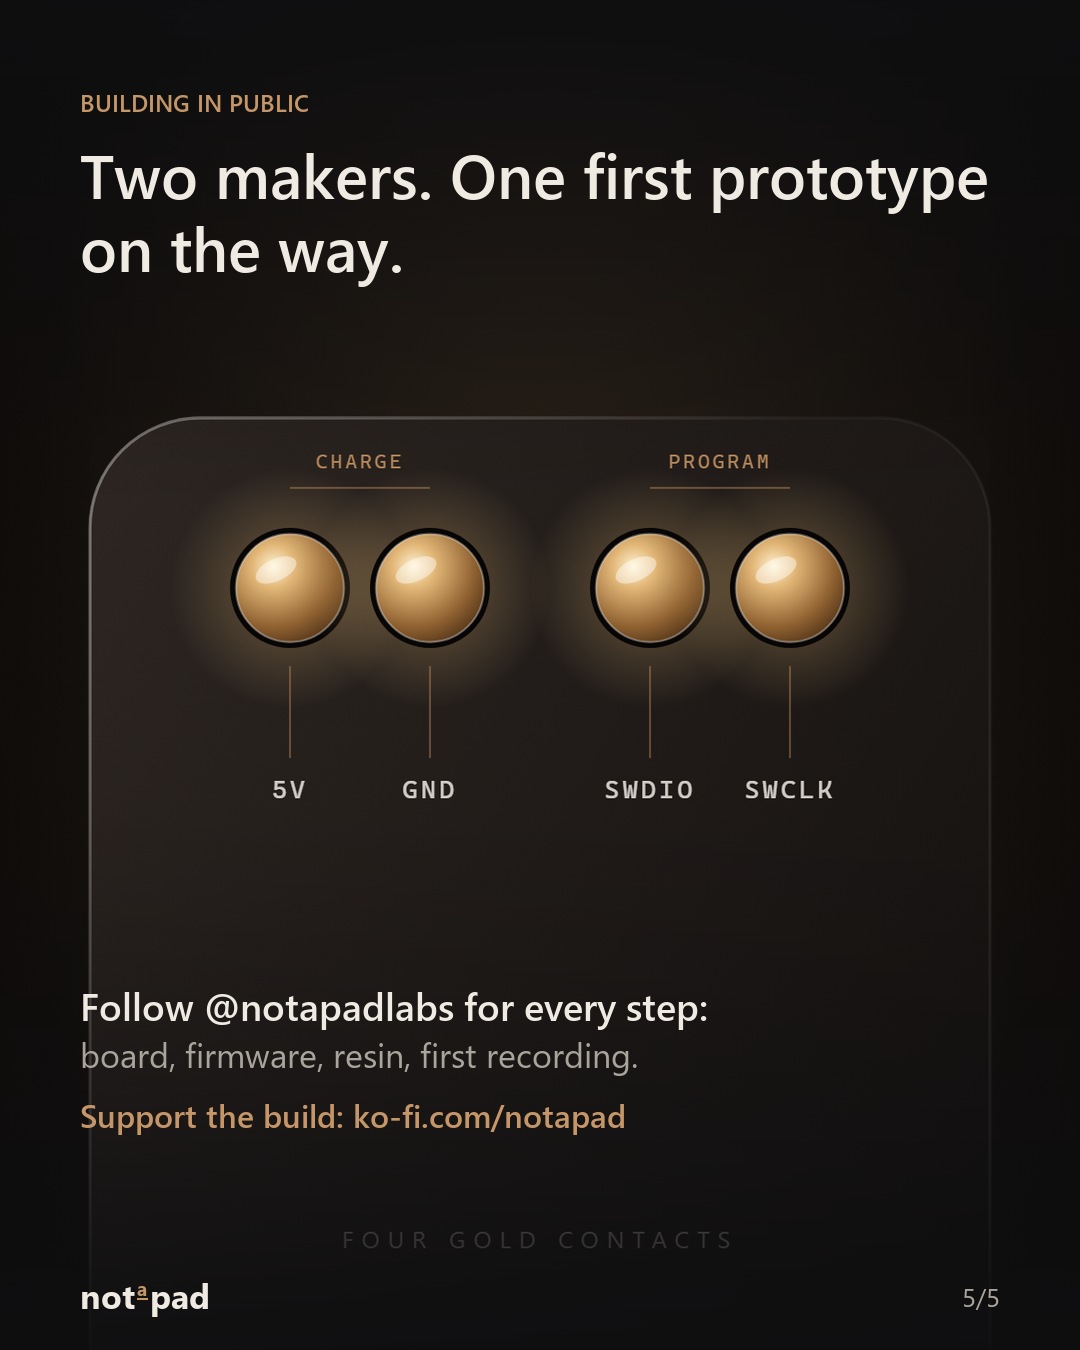 BUILDING IN PUBLIC
Two makers. One first prototype
on the way.
CHARGE PROGRAM
5V GND SWDIO SWCLK
Follow @notapadlabs for every step:
board, firmware, resin, first recording.
Support the build: ko-fi.com/notapad
FOUR GOLD CONTACTS
notªpad 5/5